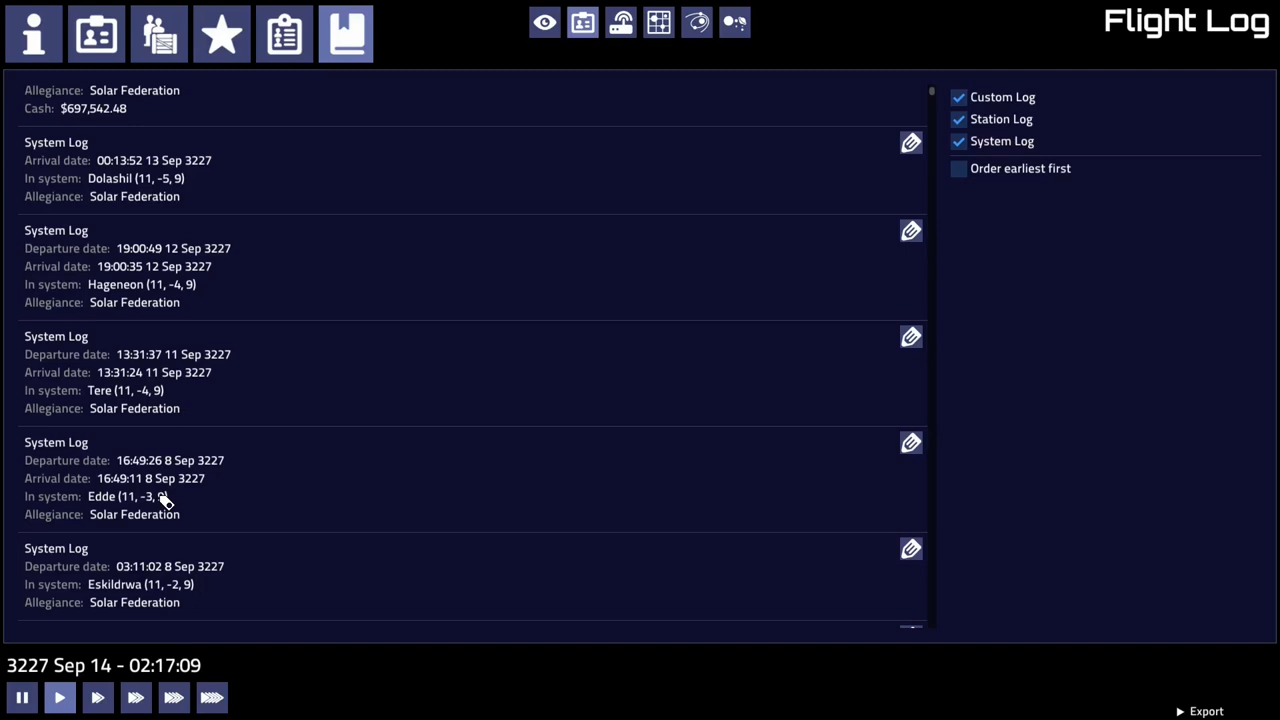 Flight Log
Allegiance: Solar Federation
Cash: $697,542.48
System Log
Arrival date: 00:13:52 13 Sep 3227
In system: Dolashil (11, -5, 9)
Allegiance: Solar Federation
System Log
Departure date: 19:00:49 12 Sep 3227
Arrival date: 19:00:35 12 Sep 3227
In system: Hageneon (11, -4, 9)
Allegiance: Solar Federation
System Log
Departure date: 13:31:37 11 Sep 3227
Arrival date: 13:31:24 11 Sep 3227
In system: Tere (11, -4, 9)
Allegiance: Solar Federation
System Log
Departure date: 16:49:26 8 Sep 3227
Arrival date: 16:49:11 8 Sep 3227
In system: Edde (11, -3,
Allegiance: Solar Federation
System Log
Departure date: 03:11:02 8 Sep 3227
In system: Eskildrwa (11, -2, 9)
Allegiance: Solar Federation
Custom Log
Station Log
System Log
Order earliest first
3227 Sep 14 - 02:17:09
Export